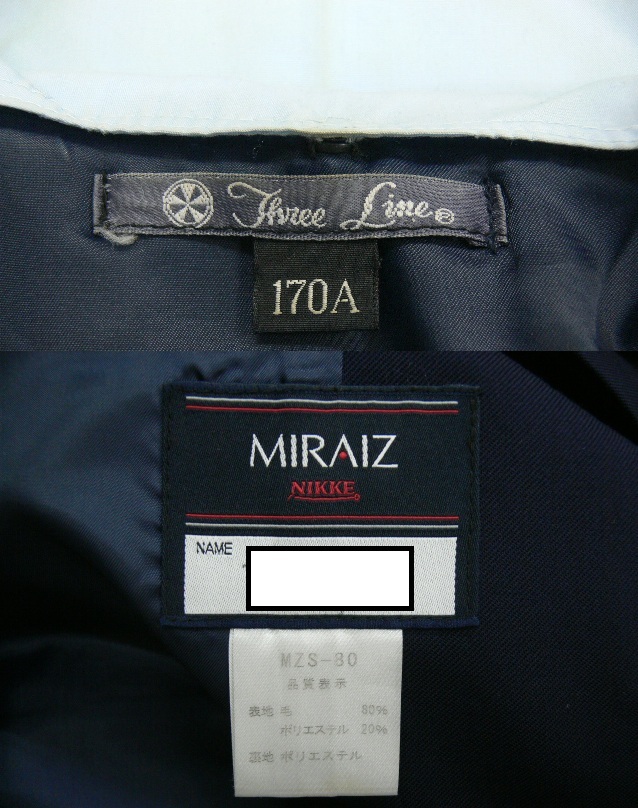 Three Line®
170A
MIRAIZ
NIKKE
NAME
MZS-80
品質表示
表地 毛 80%
ポリエステル 20%
裏地 ポリエステル